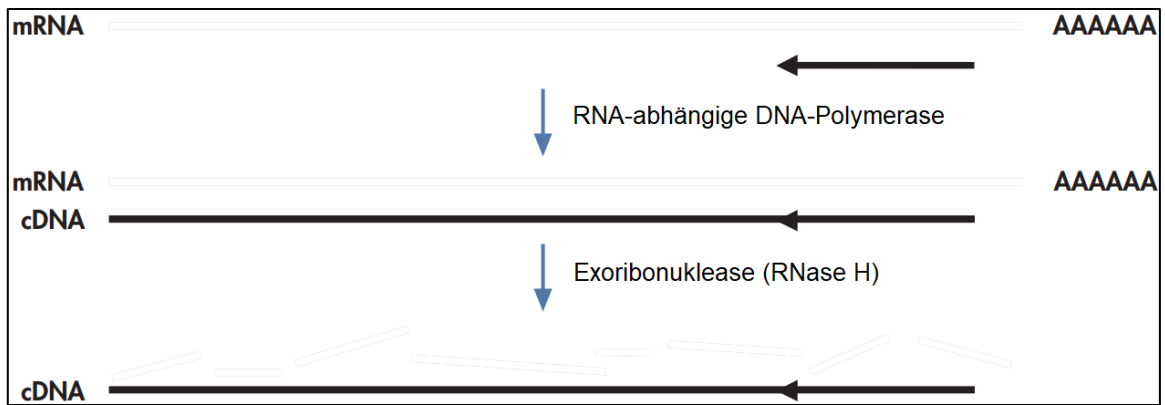 mRNA AAAAAA
RNA-abhängige DNA-Polymerase
mRNA AAAAAA
cDNA
Exoribonuklease (RNase H)
cDNA